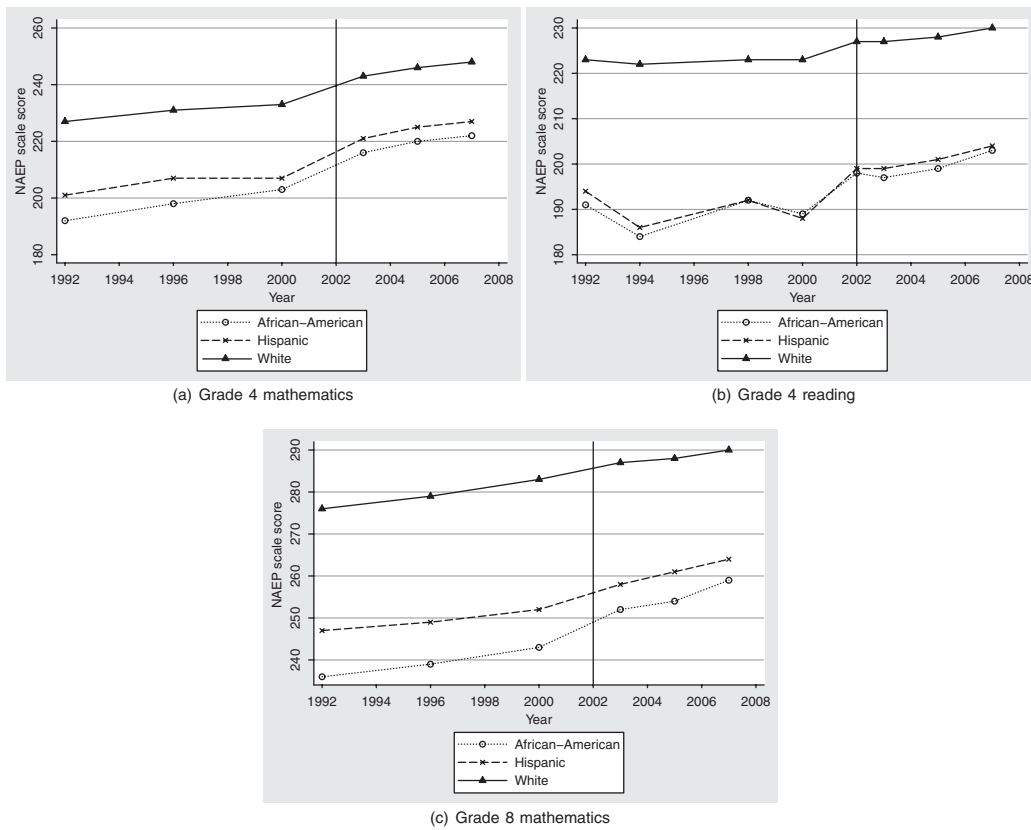 260
240
220
200
180
NAEP scale score
1992 1994 1996 1998 2000 2002 2004 2006 2008
Year
African–American
Hispanic
White
(a) Grade 4 mathematics
230
220
210
200
190
180
NAEP scale score
1992 1994 1996 1998 2000 2002 2004 2006 2008
Year
African–American
Hispanic
White
(b) Grade 4 reading
290
280
270
260
250
240
NAEP scale score
1992 1994 1996 1998 2000 2002 2004 2006 2008
Year
African–American
Hispanic
White
(c) Grade 8 mathematics